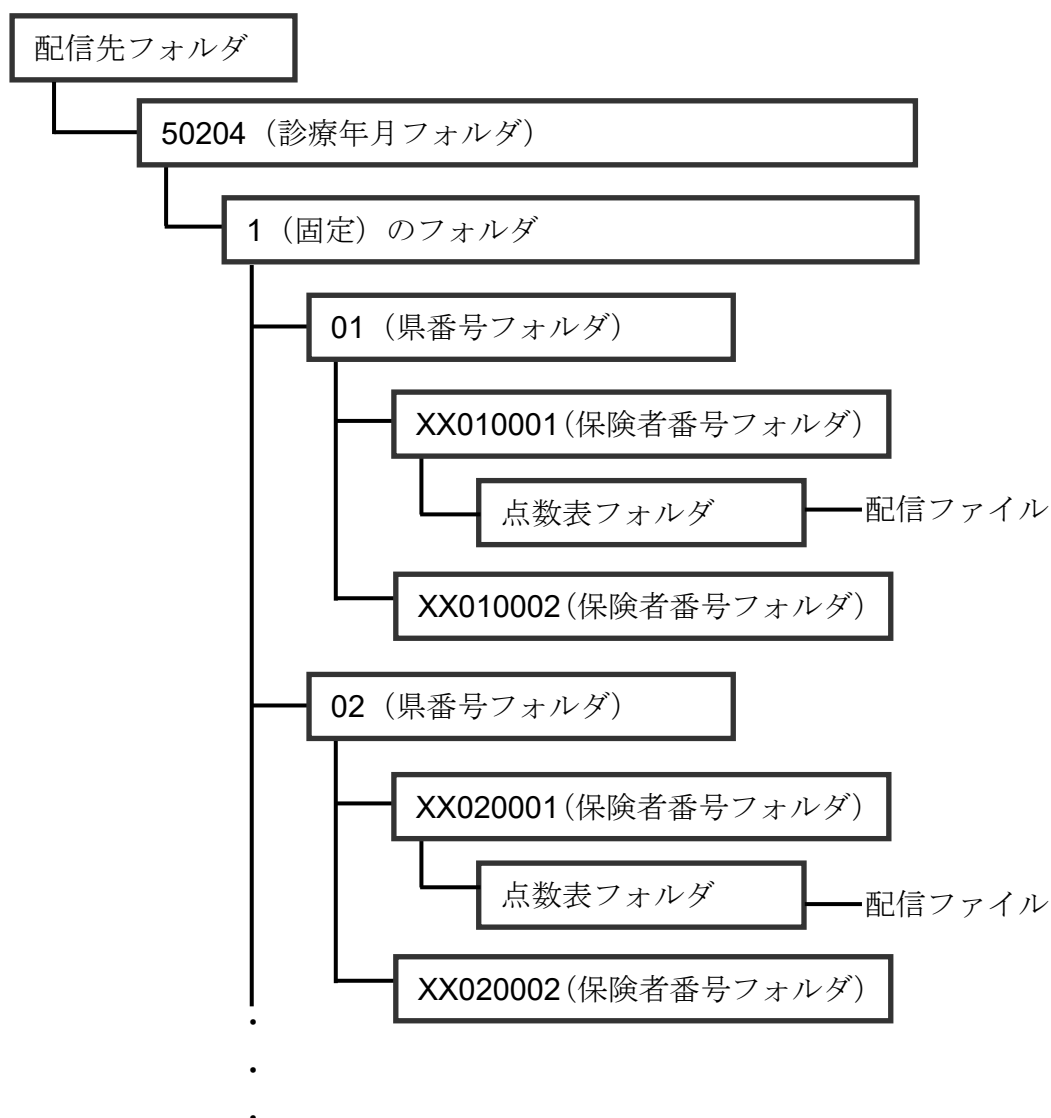 配信先フォルダ
50204（診療年月フォルダ）
1（固定）のフォルダ
01（県番号フォルダ）
XX010001(保険者番号フォルダ)
点数表フォルダ
配信ファイル
XX010002(保険者番号フォルダ)
02（県番号フォルダ）
XX020001(保険者番号フォルダ)
点数表フォルダ
配信ファイル
XX020002(保険者番号フォルダ)
・
・
・